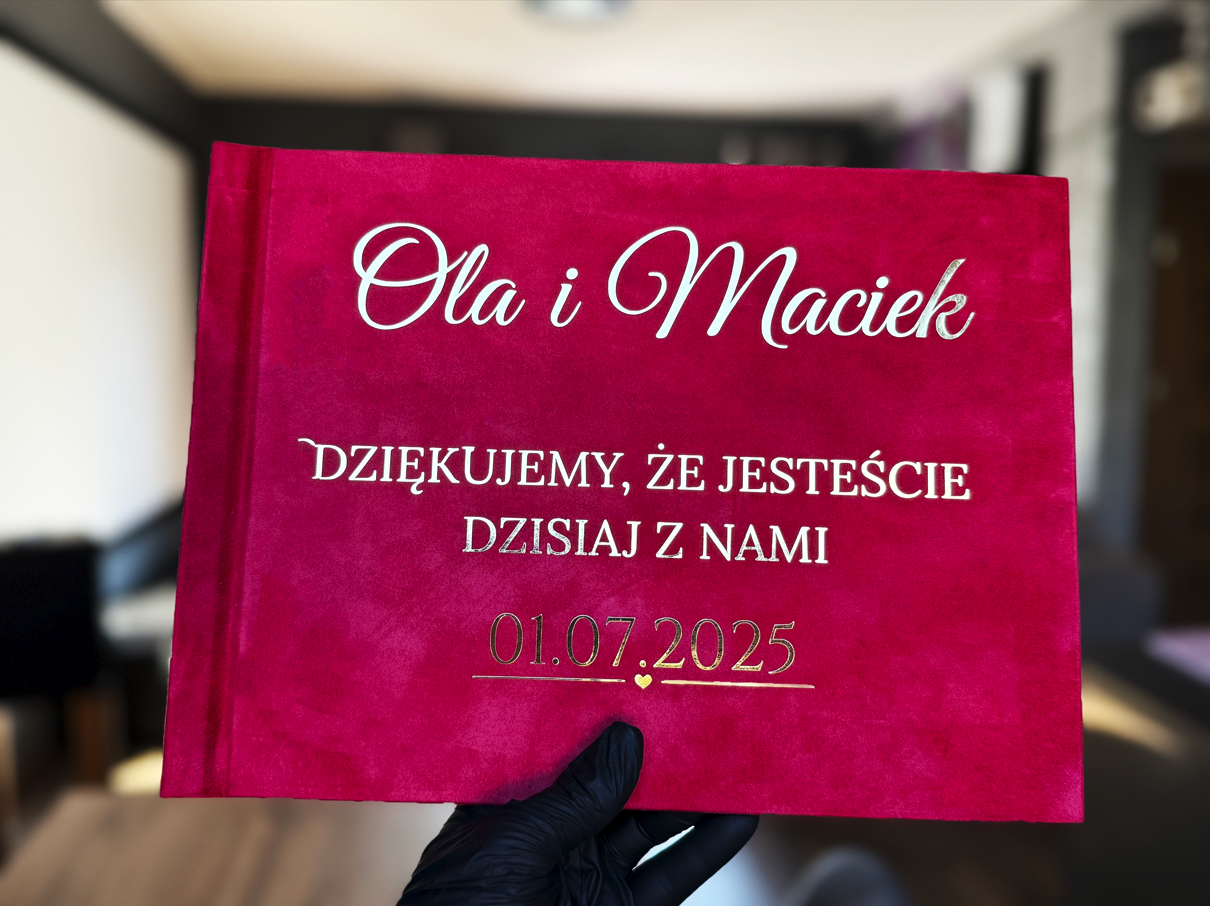 Ola i Maciek
DZIĘKUJEMY, ŻE JESTEŚCIE
DZISIAJ Z NAMI
01.07.2025